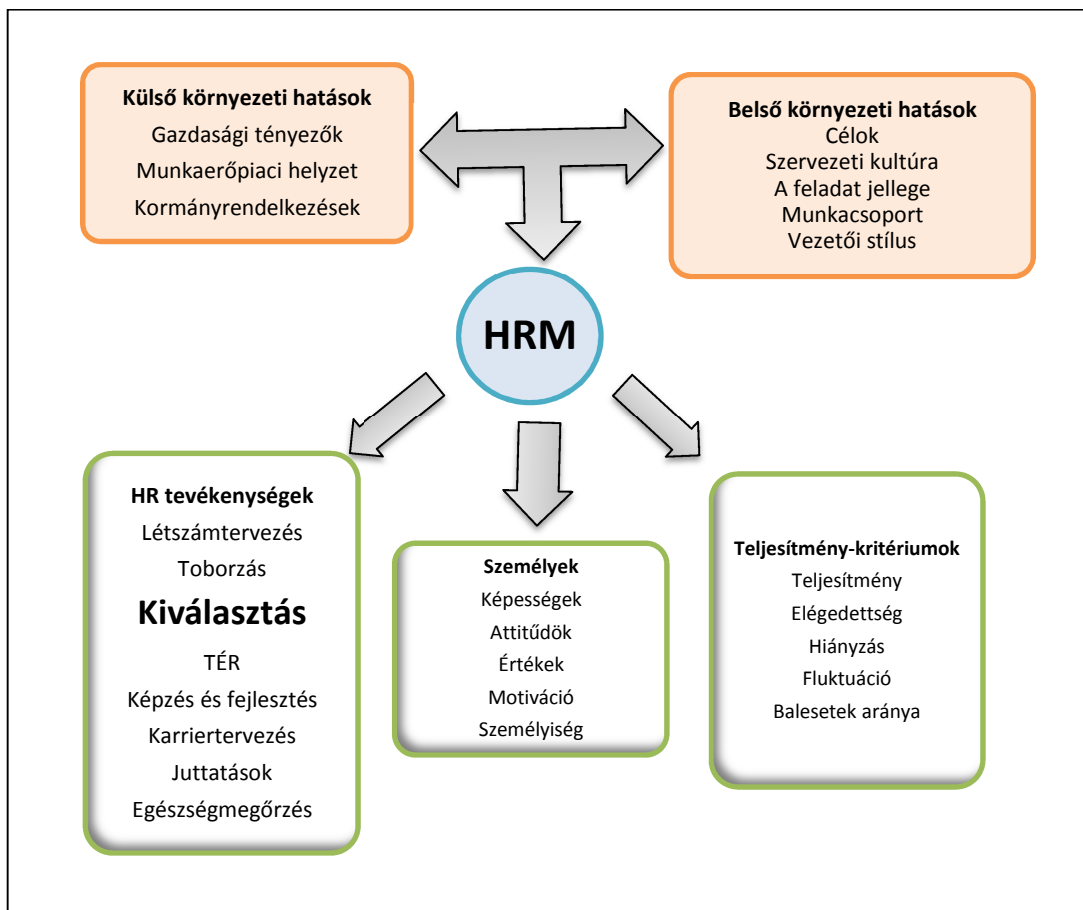 Külső környezeti hatások
Gazdasági tényezők
Munkaerőpiaci helyzet
Kormányrendelkezések
Belső környezeti hatások
Célok
Szervezeti kultúra
A feladat jellege
Munkacsoport
Vezetői stílus
HRM
HR tevékenységek
Létszámtervezés
Toborzás
Kiválasztás
TÉR
Képzés és fejlesztés
Karriertervezés
Juttatások
Egészségmegőrzés
Személyek
Képességek
Attitűdök
Értékek
Motiváció
Személyiség
Teljesítmény-kritériumok
Teljesítmény
Elégedettség
Hiányzás
Fluktuáció
Balesetek aránya